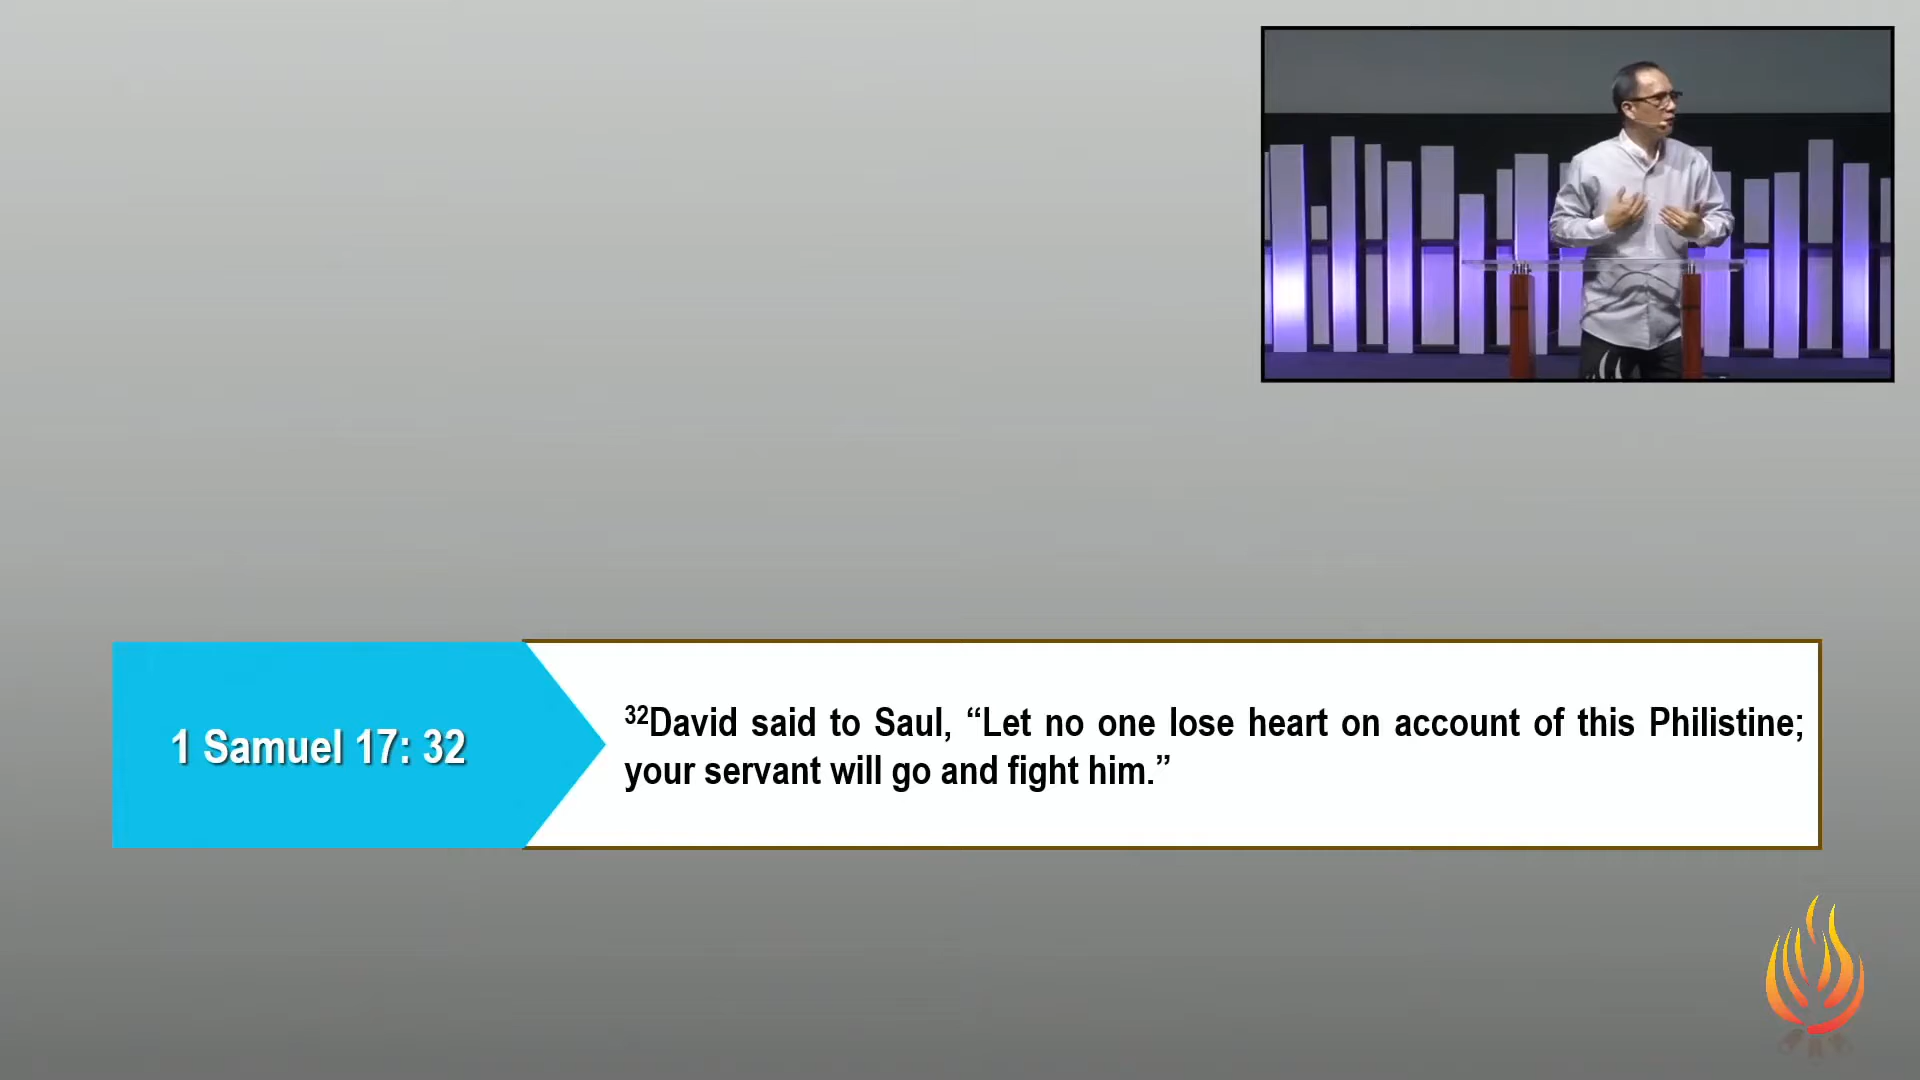 1 Samuel 17: 32
32David said to Saul, “Let no one lose heart on account of this Philistine;
your servant will go and fight him.”